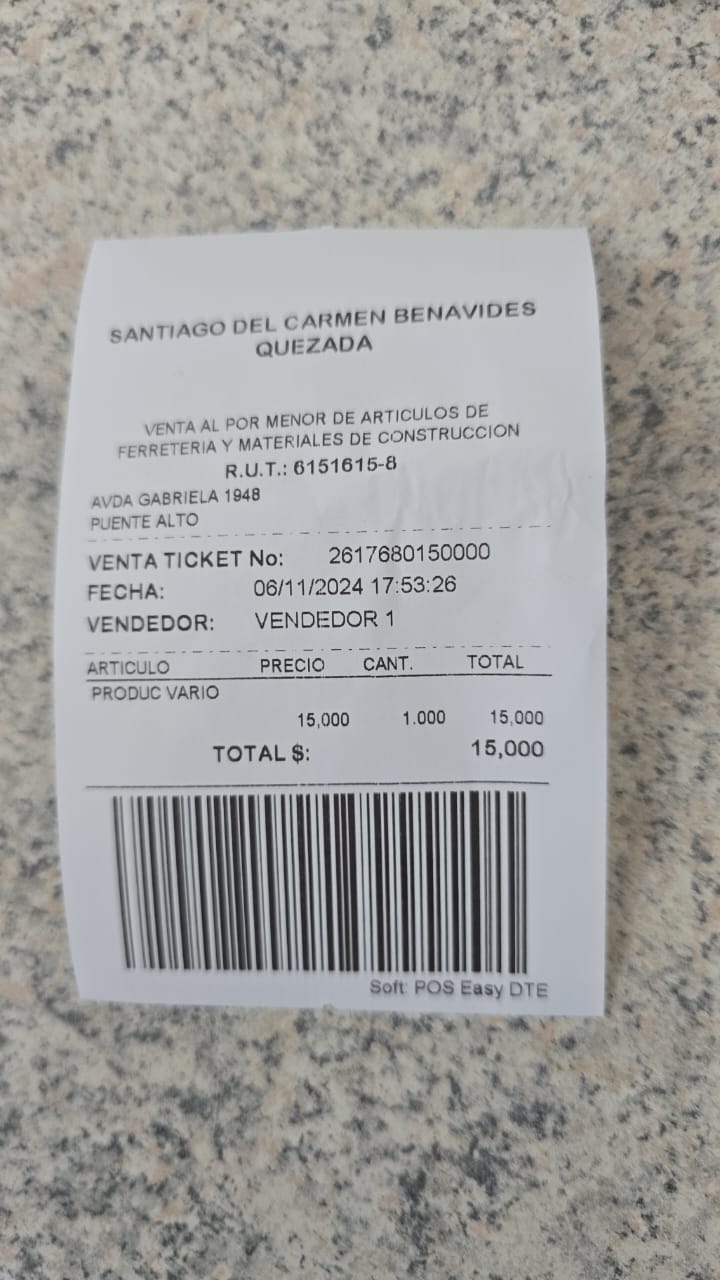 SANTIAGO DEL CARMEN BENAVIDES
QUEZADA
VENTA AL POR MENOR DE ARTICULOS DE
FERRETERIA Y MATERIALES DE CONSTRUCCION
R.U.T.: 6151615-8
AVDA GABRIELA 1948
PUENTE ALTO
VENTA TICKET No: 2617680150000
FECHA: 06/11/2024 17:53:26
VENDEDOR: VENDEDOR 1
ARTICULO PRECIO CANT. TOTAL
PRODUC VARIO
15,000 1.000 15,000
TOTAL $: 15,000
Soft: POS Easy DTE